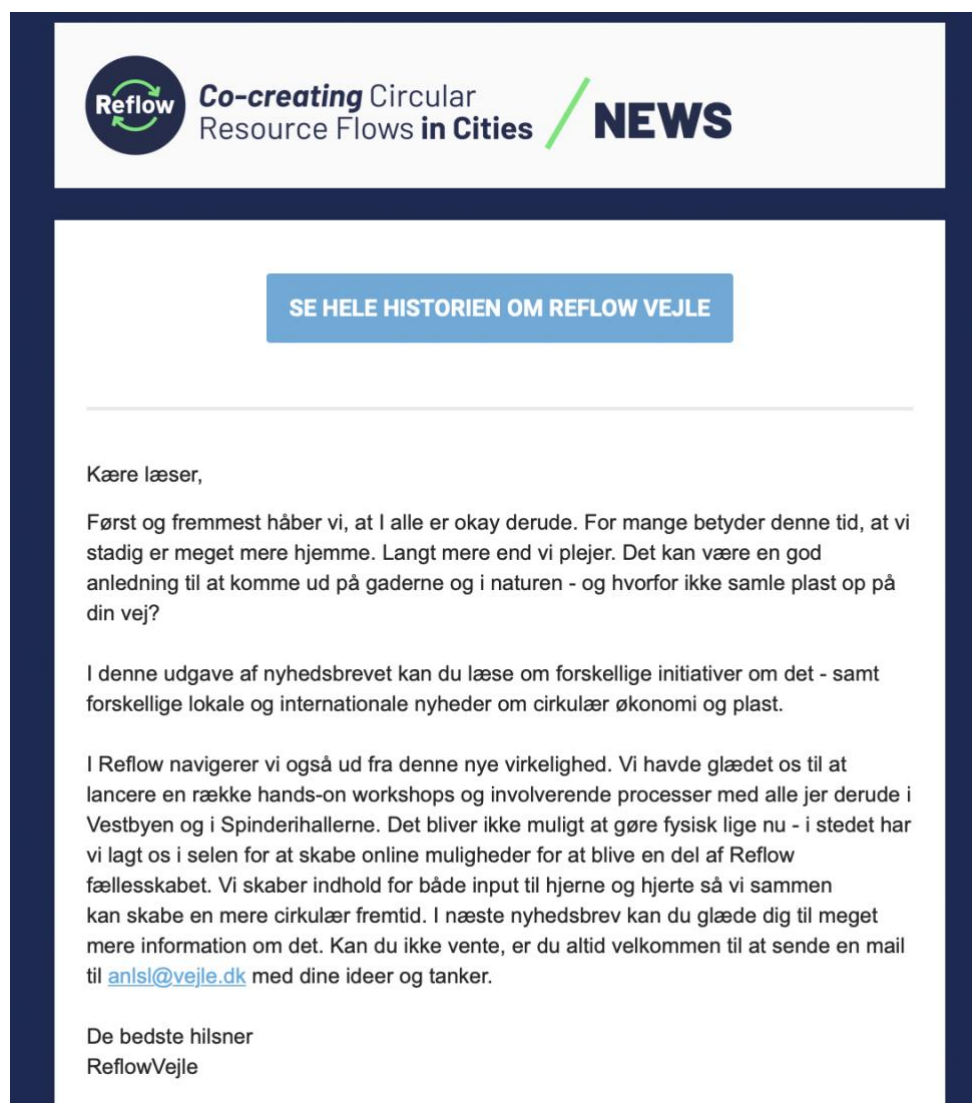 Reflow
Co-creating Circular
Resource Flows in Cities
NEWS
SE HELE HISTORIEN OM REFLOW VEJLE
Kære læser,
Først og fremmest håber vi, at I alle er okay derude. For mange betyder denne tid, at vi
stadig er meget mere hjemme. Langt mere end vi plejer. Det kan være en god
anledning til at komme ud på gaderne og i naturen - og hvorfor ikke samle plast op på
din vej?
I denne udgave af nyhedsbrevet kan du læse om forskellige initiativer om det - samt
forskellige lokale og internationale nyheder om cirkulær økonomi og plast.
I Reflow navigerer vi også ud fra denne nye virkelighed. Vi havde glædet os til at
lancere en række hands-on workshops og involverende processer med alle jer derude i
Vestbyen og i Spinderihallerne. Det bliver ikke muligt at gøre fysisk lige nu - i stedet har
vi lagt os i selen for at skabe online muligheder for at blive en del af Reflow
fællesskabet. Vi skaber indhold for både input til hjerne og hjerte så vi sammen
kan skabe en mere cirkulær fremtid. I næste nyhedsbrev kan du glæde dig til meget
mere information om det. Kan du ikke vente, er du altid velkommen til at sende en mail
til anlsl@vejle.dk med dine ideer og tanker.
De bedste hilsner
ReflowVejle